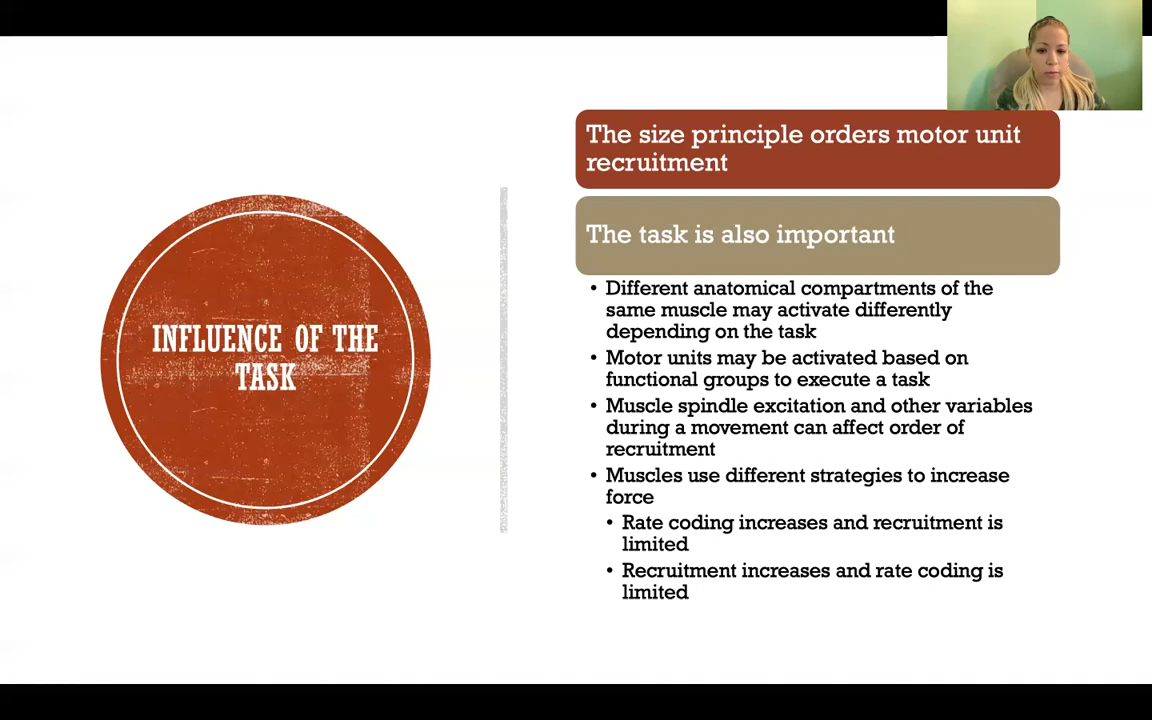 INFLUENCE OF THE
TASK
The size principle orders motor unit
recruitment
The task is also important
• Different anatomical compartments of the
same muscle may activate differently
depending on the task
• Motor units may be activated based on
functional groups to execute a task
• Muscle spindle excitation and other variables
during a movement can affect order of
recruitment
• Muscles use different strategies to increase
force
• Rate coding increases and recruitment is
limited
• Recruitment increases and rate coding is
limited